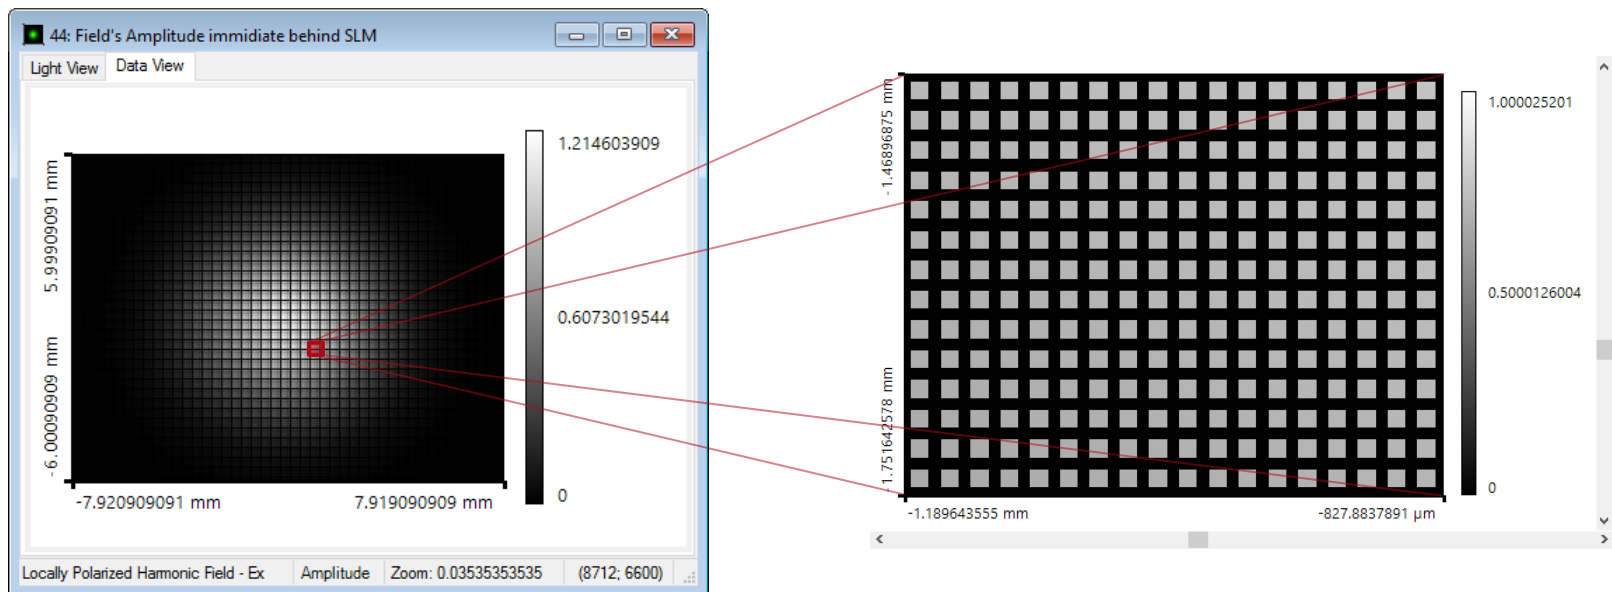 44: Field's Amplitude immidiate behind SLM
Light View
Data View
5.999090901 mm
-6.00090909 mm
-7.920909091 mm
7.919090909 mm
1.214603909
0.6073019544
0
Locally Polarized Harmonic Field - Ex
Amplitude
Zoom: 0.03535353535
(8712; 6600)
-1.46896875 mm
-1.751642578 mm
-1.189643555 mm
-827.8837891 µm
1.000025201
0.5000126004
0